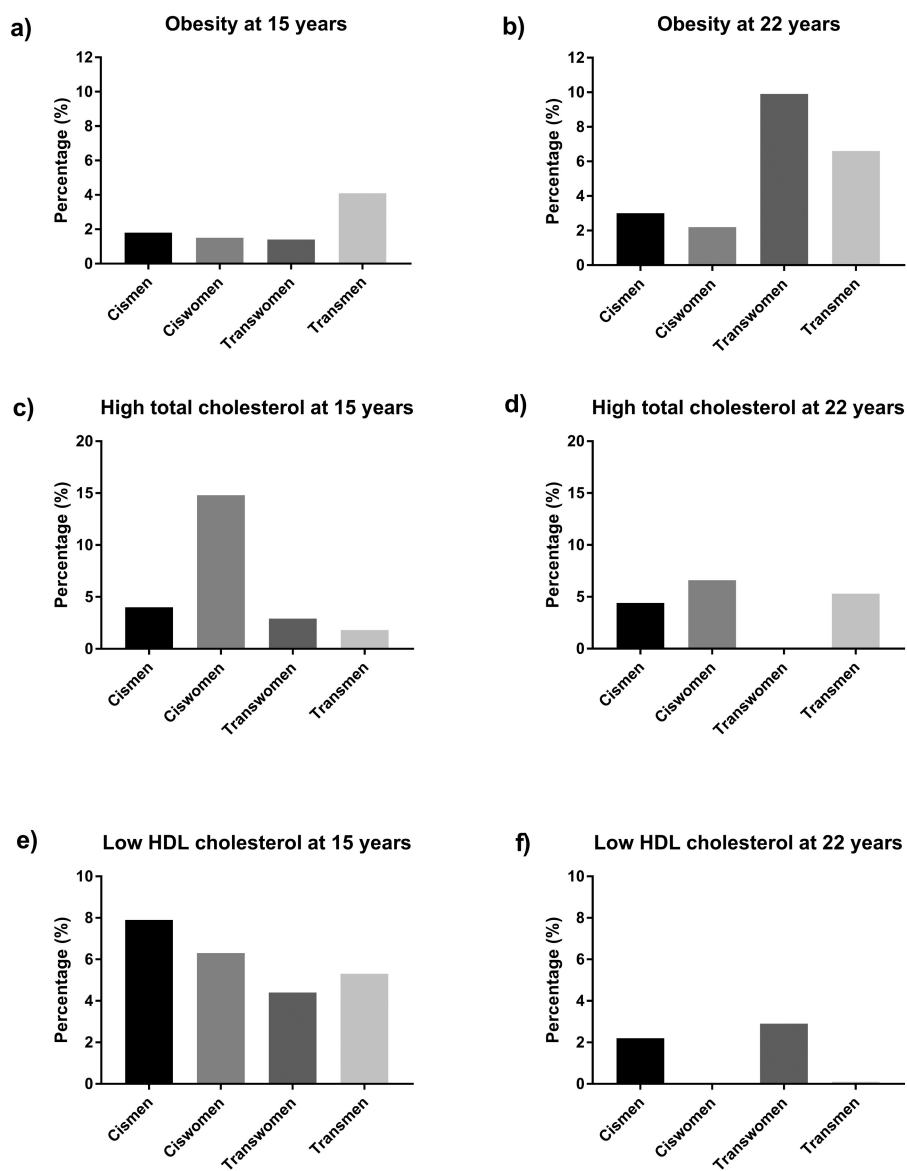 a)
Obesity at 15 years
Percentage (%)
12
10
8
6
4
2
0
Cismen
Ciswomen
Transwomen
Transmen
b)
Obesity at 22 years
Percentage (%)
12
10
8
6
4
2
0
Cismen
Ciswomen
Transwomen
Transmen
c)
High total cholesterol at 15 years
Percentage (%)
20
15
10
5
0
Cismen
Ciswomen
Transwomen
Transmen
d)
High total cholesterol at 22 years
Percentage (%)
20
15
10
5
0
Cismen
Ciswomen
Transwomen
Transmen
e)
Low HDL cholesterol at 15 years
Percentage (%)
10
8
6
4
2
0
Cismen
Ciswomen
Transwomen
Transmen
f)
Low HDL cholesterol at 22 years
Percentage (%)
10
8
6
4
2
0
Cismen
Ciswomen
Transwomen
Transmen